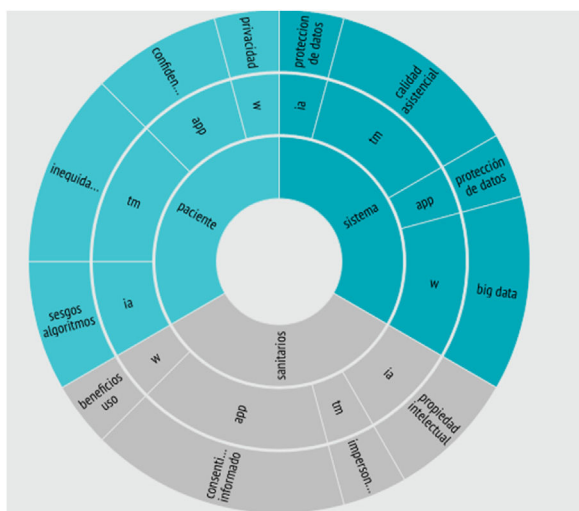 privacidad
proteccion
de datos
confiden...
calidad
asistencial
w
ia
app
tm
inequida...
tm
paciente
sistema
app
protección
de datos
ia
w
big data
sesgos
algoritmos
beneficios
uso
w
sanitarios
ia
app
tm
propiedad
intelectual
consenti...
informado
imperson...